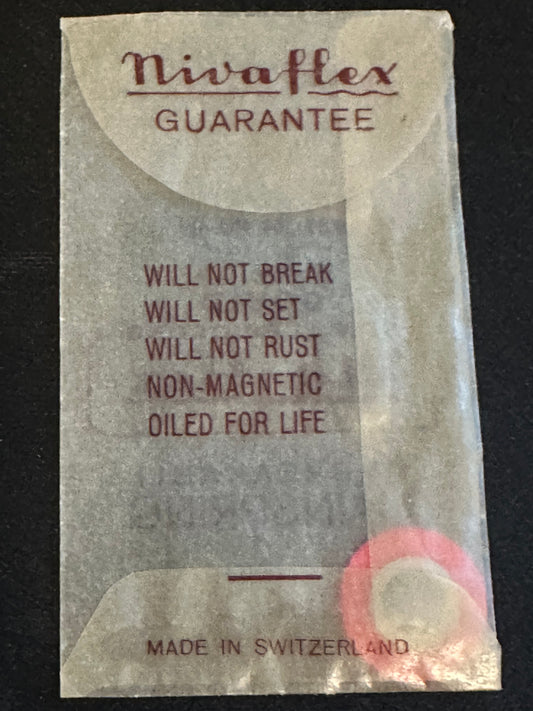 Nivaflex
GUARANTEE
WILL NOT BREAK
WILL NOT SET
WILL NOT RUST
NON-MAGNETIC
OILED FOR LIFE
MADE IN SWITZERLAND